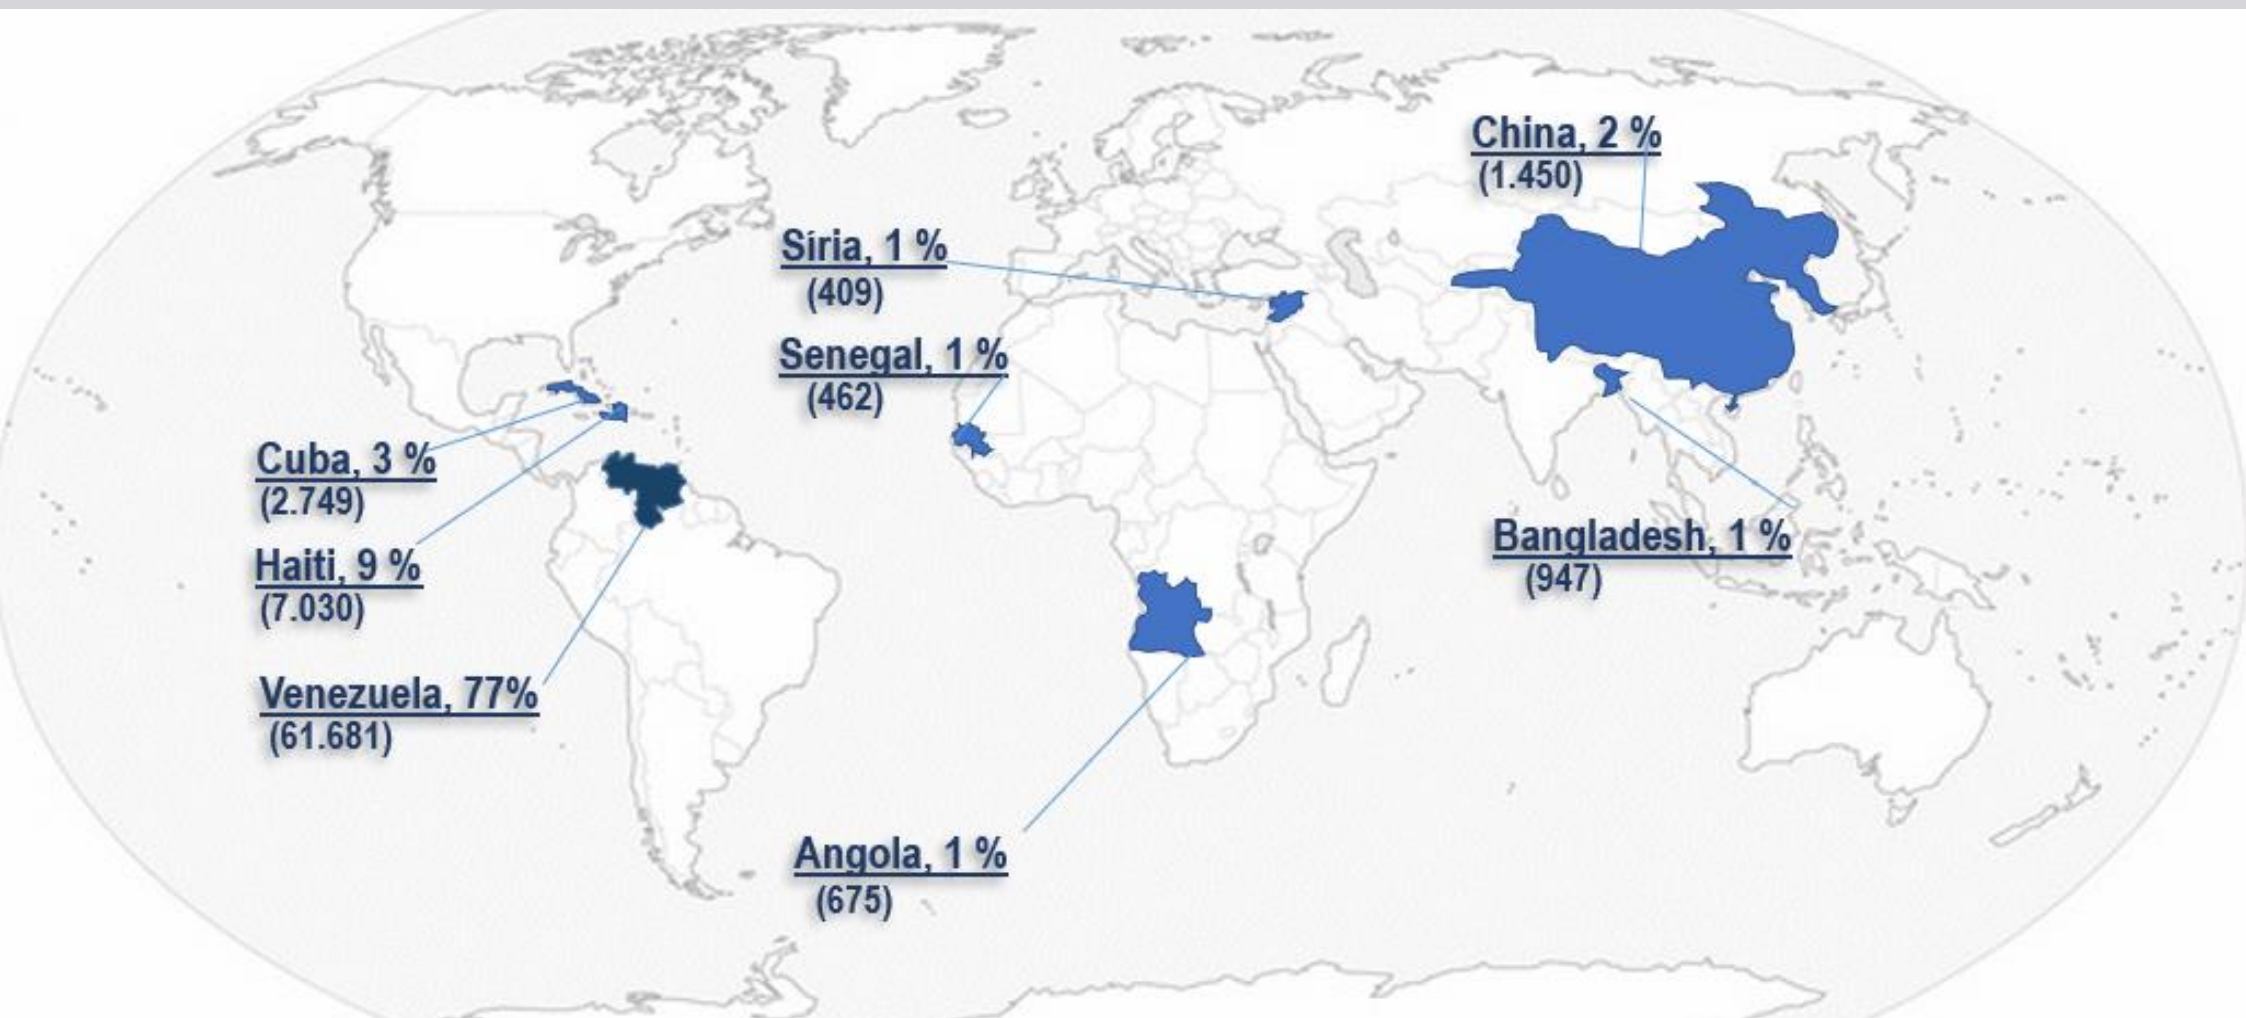 China, 2 %
(1.450)
Síria, 1 %
(409)
Senegal, 1 %
(462)
Cuba, 3 %
(2.749)
Haiti, 9 %
(7.030)
Bangladesh, 1 %
(947)
Venezuela, 77%
(61.681)
Angola, 1 %
(675)